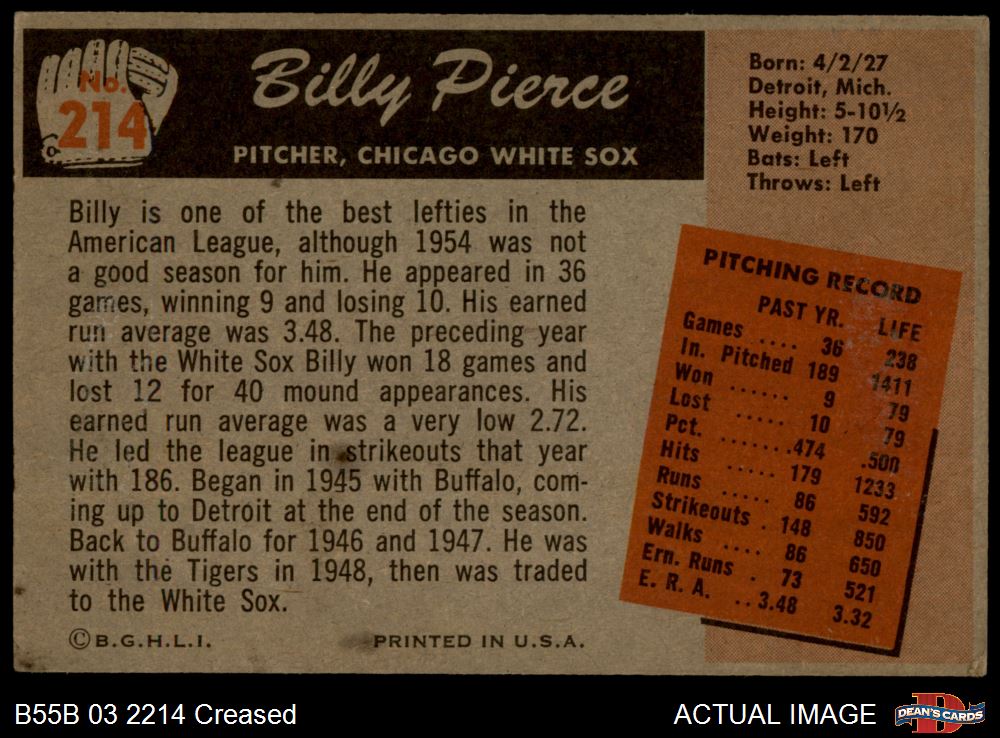 No.
214
Billy Pierce
PITCHER, CHICAGO WHITE SOX
Born: 4/2/27
Detroit, Mich.
Height: 5-10½
Weight: 170
Bats: Left
Throws: Left
Billy is one of the best lefties in the
American League, although 1954 was not
a good season for him. He appeared in 36
games, winning 9 and losing 10. His earned
run average was 3.48. The preceding year
with the White Sox Billy won 18 games and
lost 12 for 40 mound appearances. His
earned run average was a very low 2.72.
He led the league in strikeouts that year
with 186. Began in 1945 with Buffalo, com-
ing up to Detroit at the end of the season.
Back to Buffalo for 1946 and 1947. He was
with the Tigers in 1948, then was traded
to the White Sox.
©B.G.H.L.I. PRINTED IN U.S.A.
PITCHING RECORD
PAST YR. LIFE
Games .... 36 238
In. Pitched 189 1411
Won ...... 9 79
Lost ..... 10 79
Pct. .......474 .500
Hits ..... 179 1233
Runs ..... 86 592
Strikeouts . 148 850
Walks .... 86 650
Ern. Runs . 73 521
E. R. A. ..3.48 3.32
B55B 03 2214 Creased
ACTUAL IMAGE
D
DEAN'S CARDS